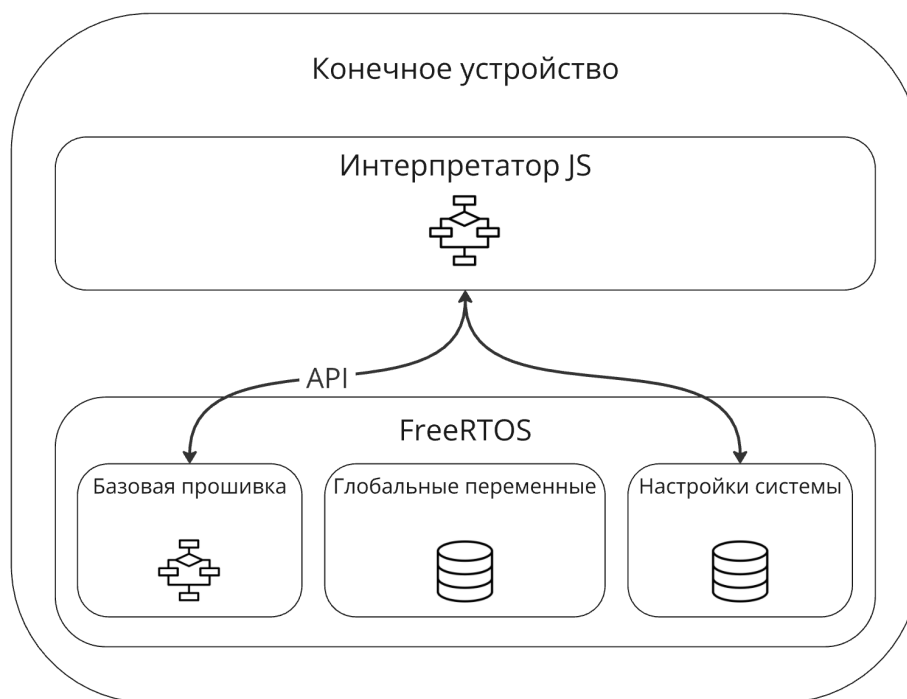 Конечное устройство
Интерпретатор JS
API
FreeRTOS
Базовая прошивка
Глобальные переменные
Настройки системы